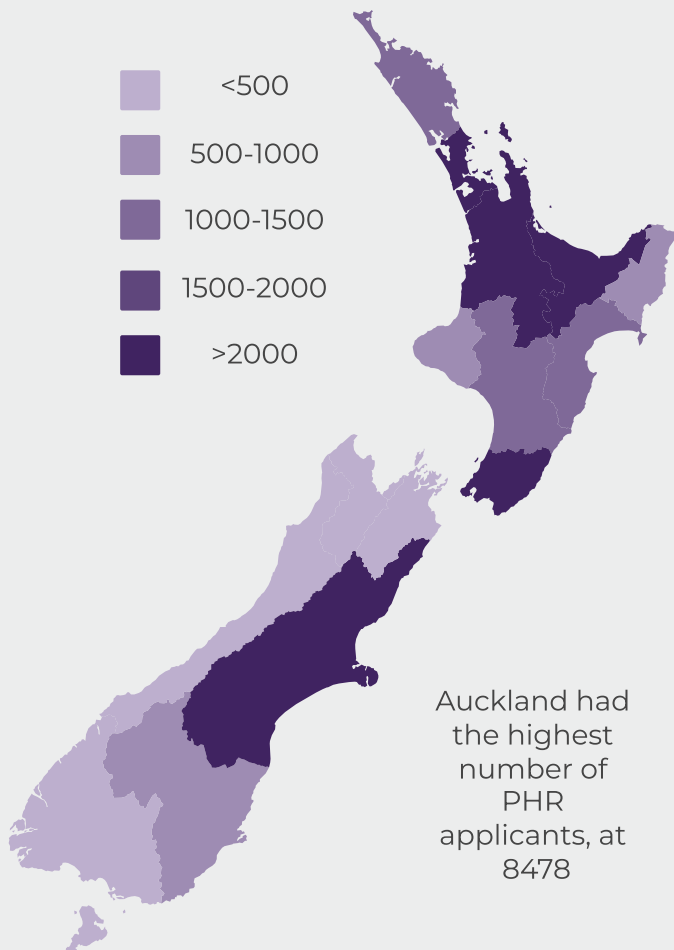 <500
500-1000
1000-1500
1500-2000
>2000
Auckland had
the highest
number of
PHR
applicants, at
8478